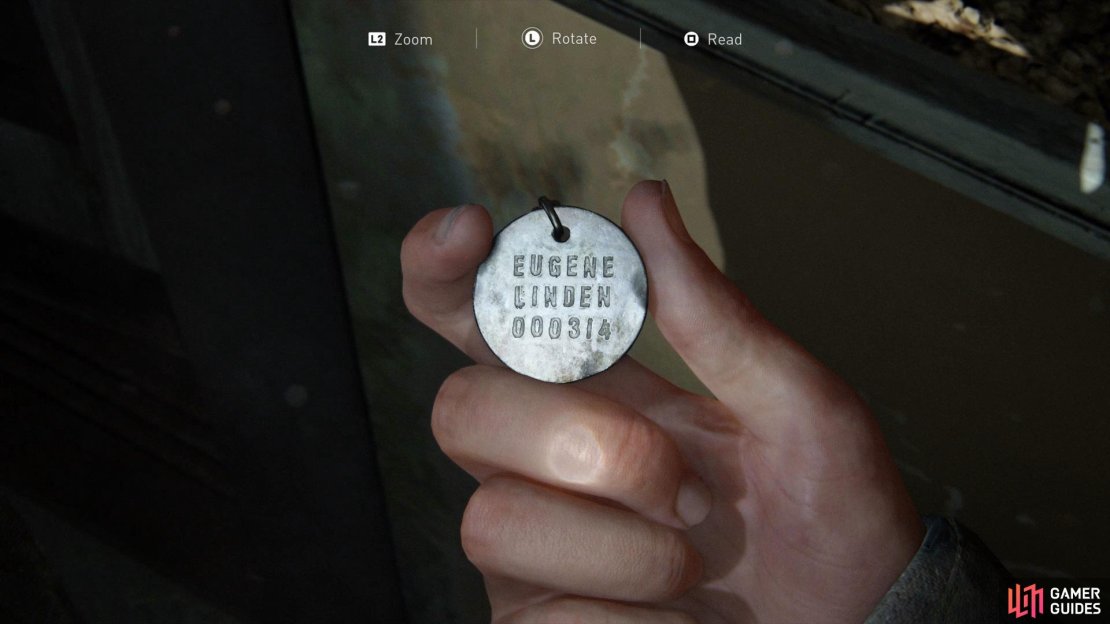 L2 Zoom L Rotate Read
EUGENE
LINDEN
000314
GAMER
GUIDES